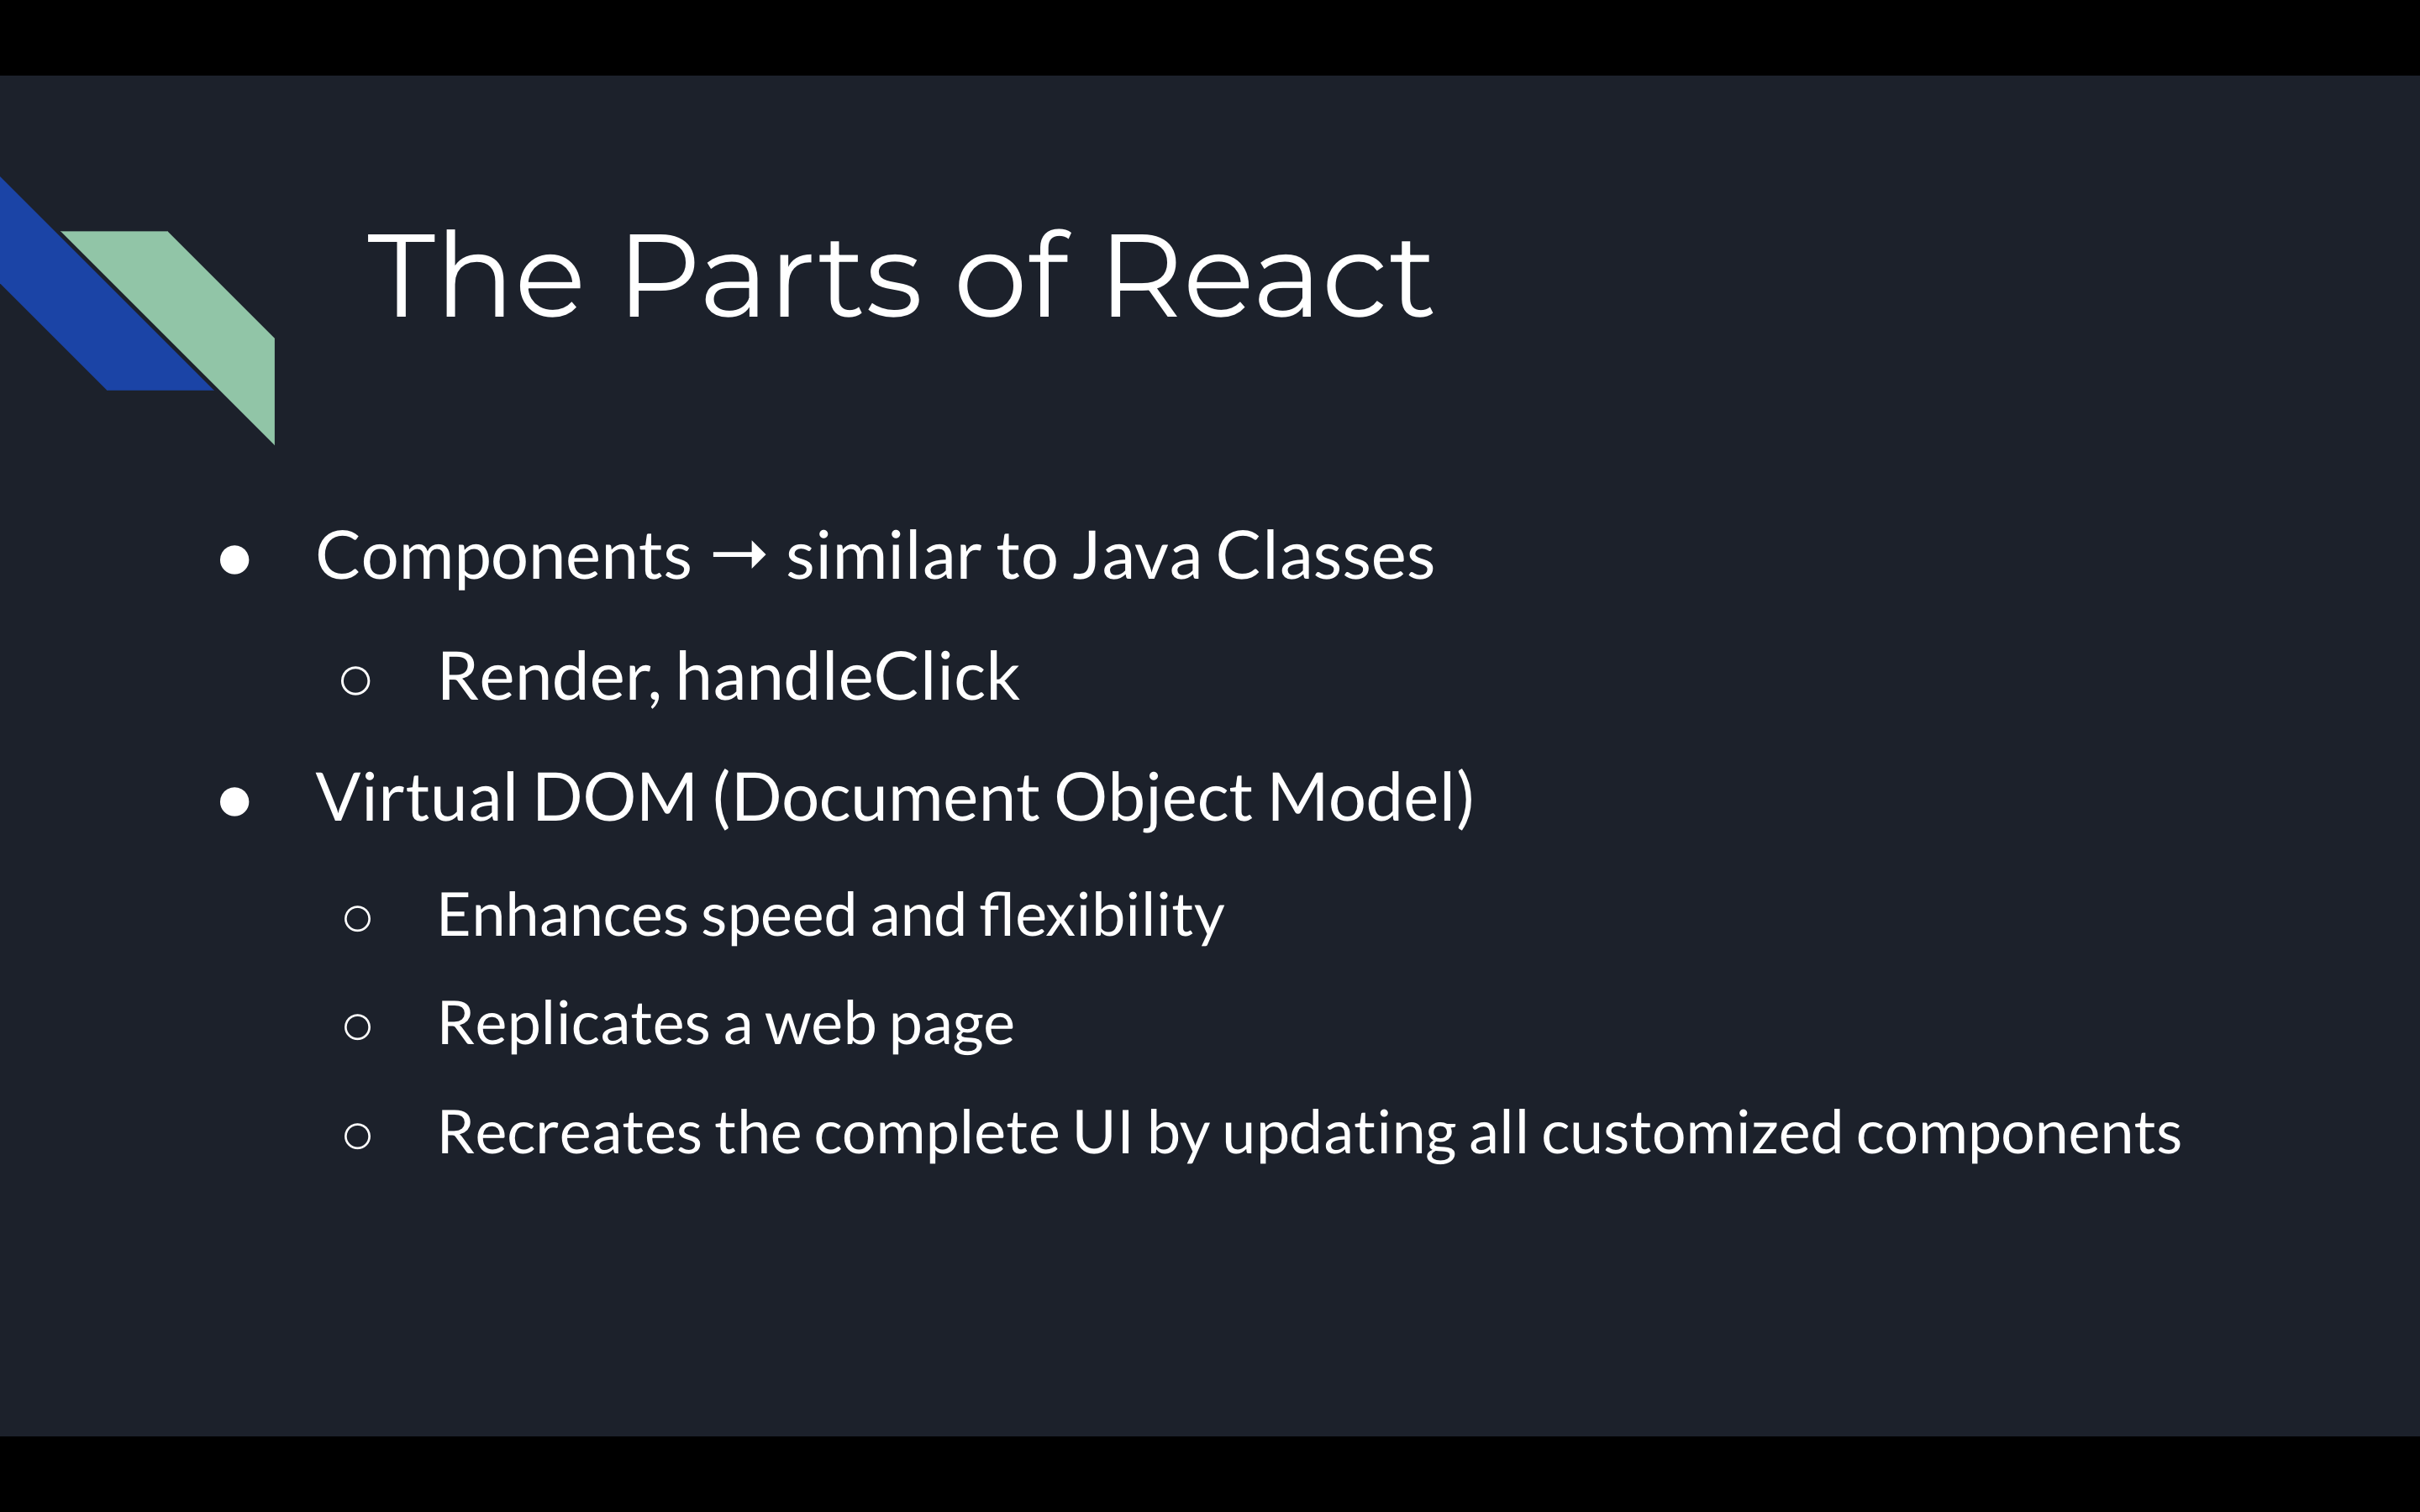 The Parts of React
● Components → similar to Java Classes
○ Render, handleClick
● Virtual DOM (Document Object Model)
○ Enhances speed and flexibility
○ Replicates a web page
○ Recreates the complete UI by updating all customized components